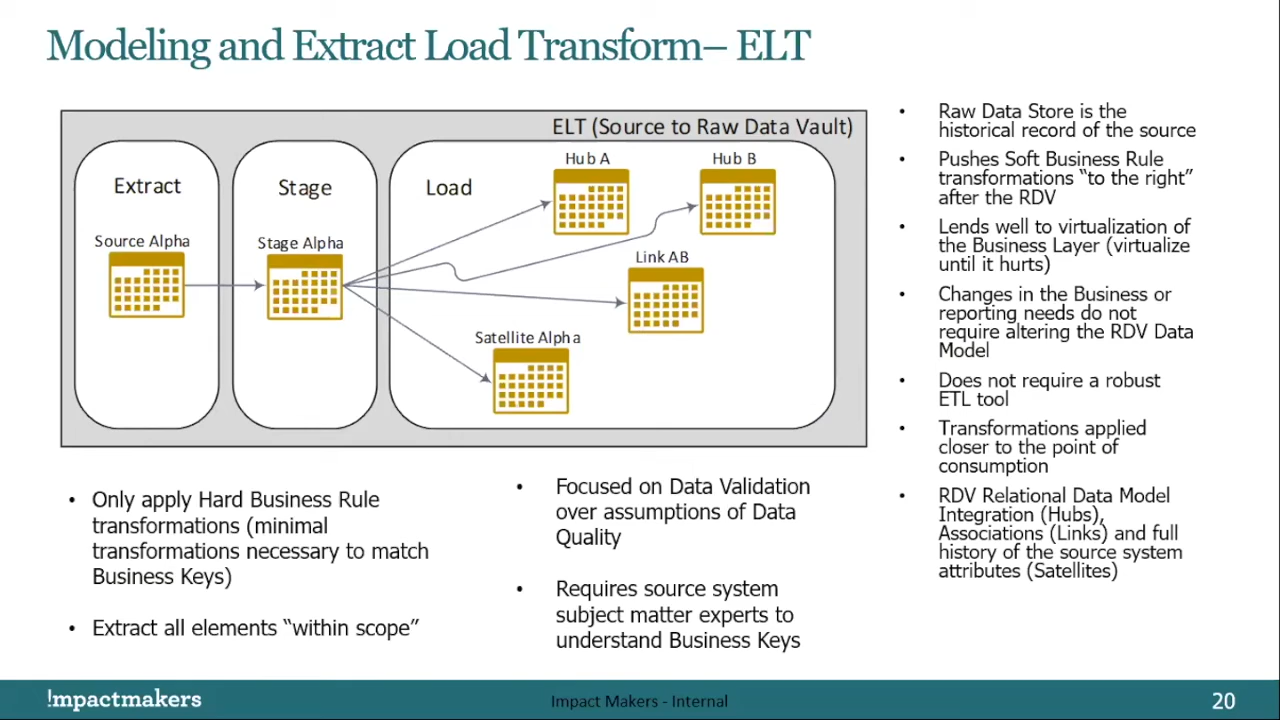 Modeling and Extract Load Transform– ELT
ELT (Source to Raw Data Vault)
Extract
Source Alpha
Stage
Stage Alpha
Load
Hub A
Hub B
Link AB
Satellite Alpha
• Only apply Hard Business Rule
transformations (minimal
transformations necessary to match
Business Keys)
• Extract all elements “within scope”
• Focused on Data Validation
over assumptions of Data
Quality
• Requires source system
subject matter experts to
understand Business Keys
• Raw Data Store is the
historical record of the source
• Pushes Soft Business Rule
transformations “to the right”
after the RDV
• Lends well to virtualization of
the Business Layer (virtualize
until it hurts)
• Changes in the Business or
reporting needs do not
require altering the RDV Data
Model
• Does not require a robust
ETL tool
• Transformations applied
closer to the point of
consumption
• RDV Relational Data Model
Integration (Hubs),
Associations (Links) and full
history of the source system
attributes (Satellites)
!mpactmakers
Impact Makers - Internal
20